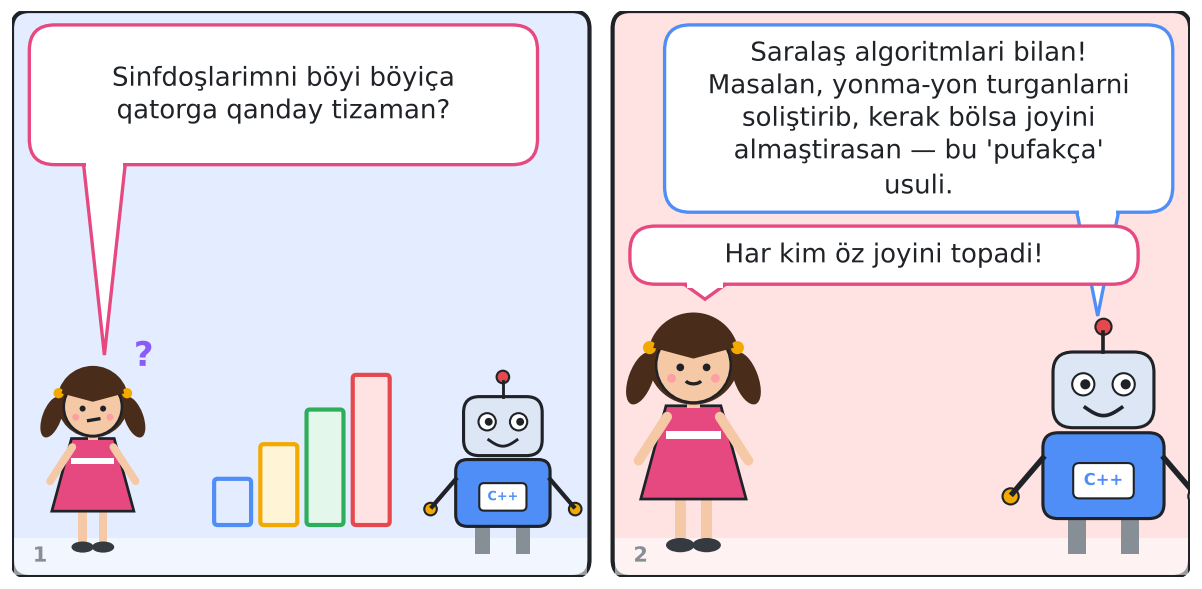 Sinfdoşlarimni böyi böyiça
qatorga qanday tizaman?
?
C++
1
Saralaş algoritmlari bilan!
Masalan, yonma-yon turganlarni
soliştirib, kerak bölsa joyini
almaştirasan — bu 'pufakça'
usuli.
Har kim öz joyini topadi!
C++
2